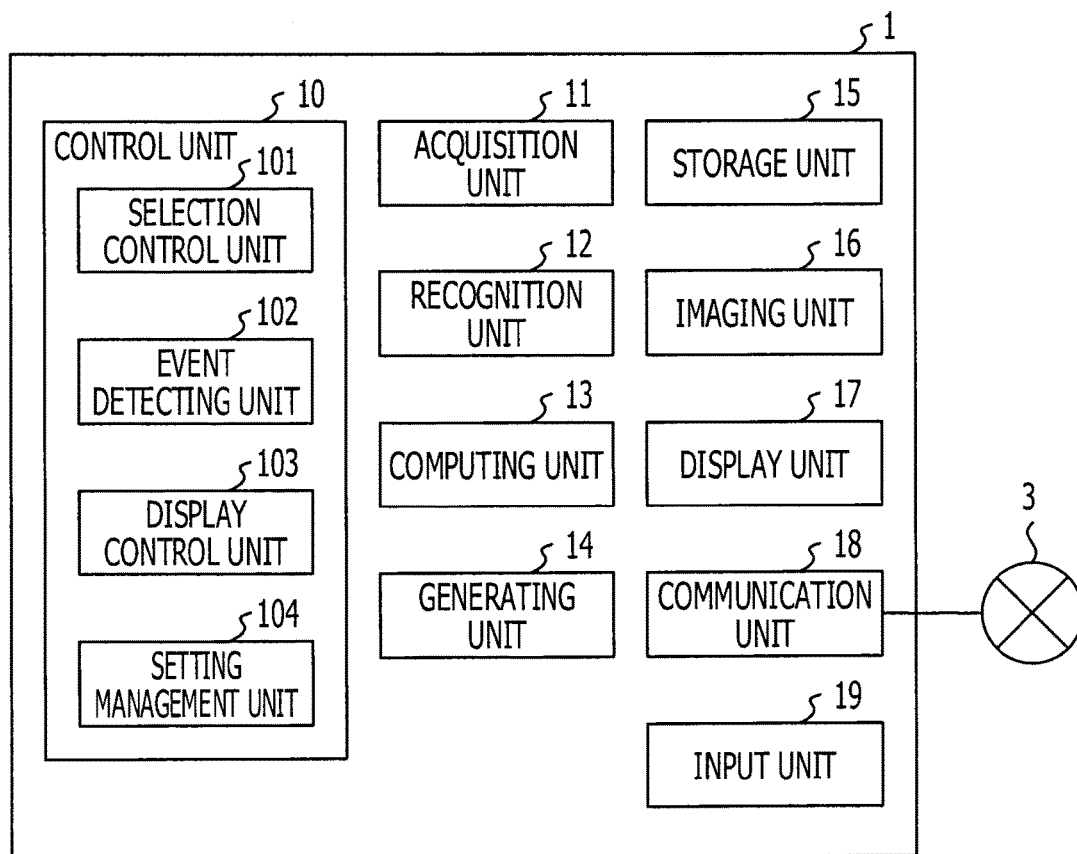 1
10
CONTROL UNIT
101
SELECTION
CONTROL UNIT
102
EVENT
DETECTING UNIT
103
DISPLAY
CONTROL UNIT
104
SETTING
MANAGEMENT UNIT
11
ACQUISITION
UNIT
12
RECOGNITION
UNIT
13
COMPUTING UNIT
14
GENERATING
UNIT
15
STORAGE UNIT
16
IMAGING UNIT
17
DISPLAY UNIT
18
COMMUNICATION
UNIT
19
INPUT UNIT
3